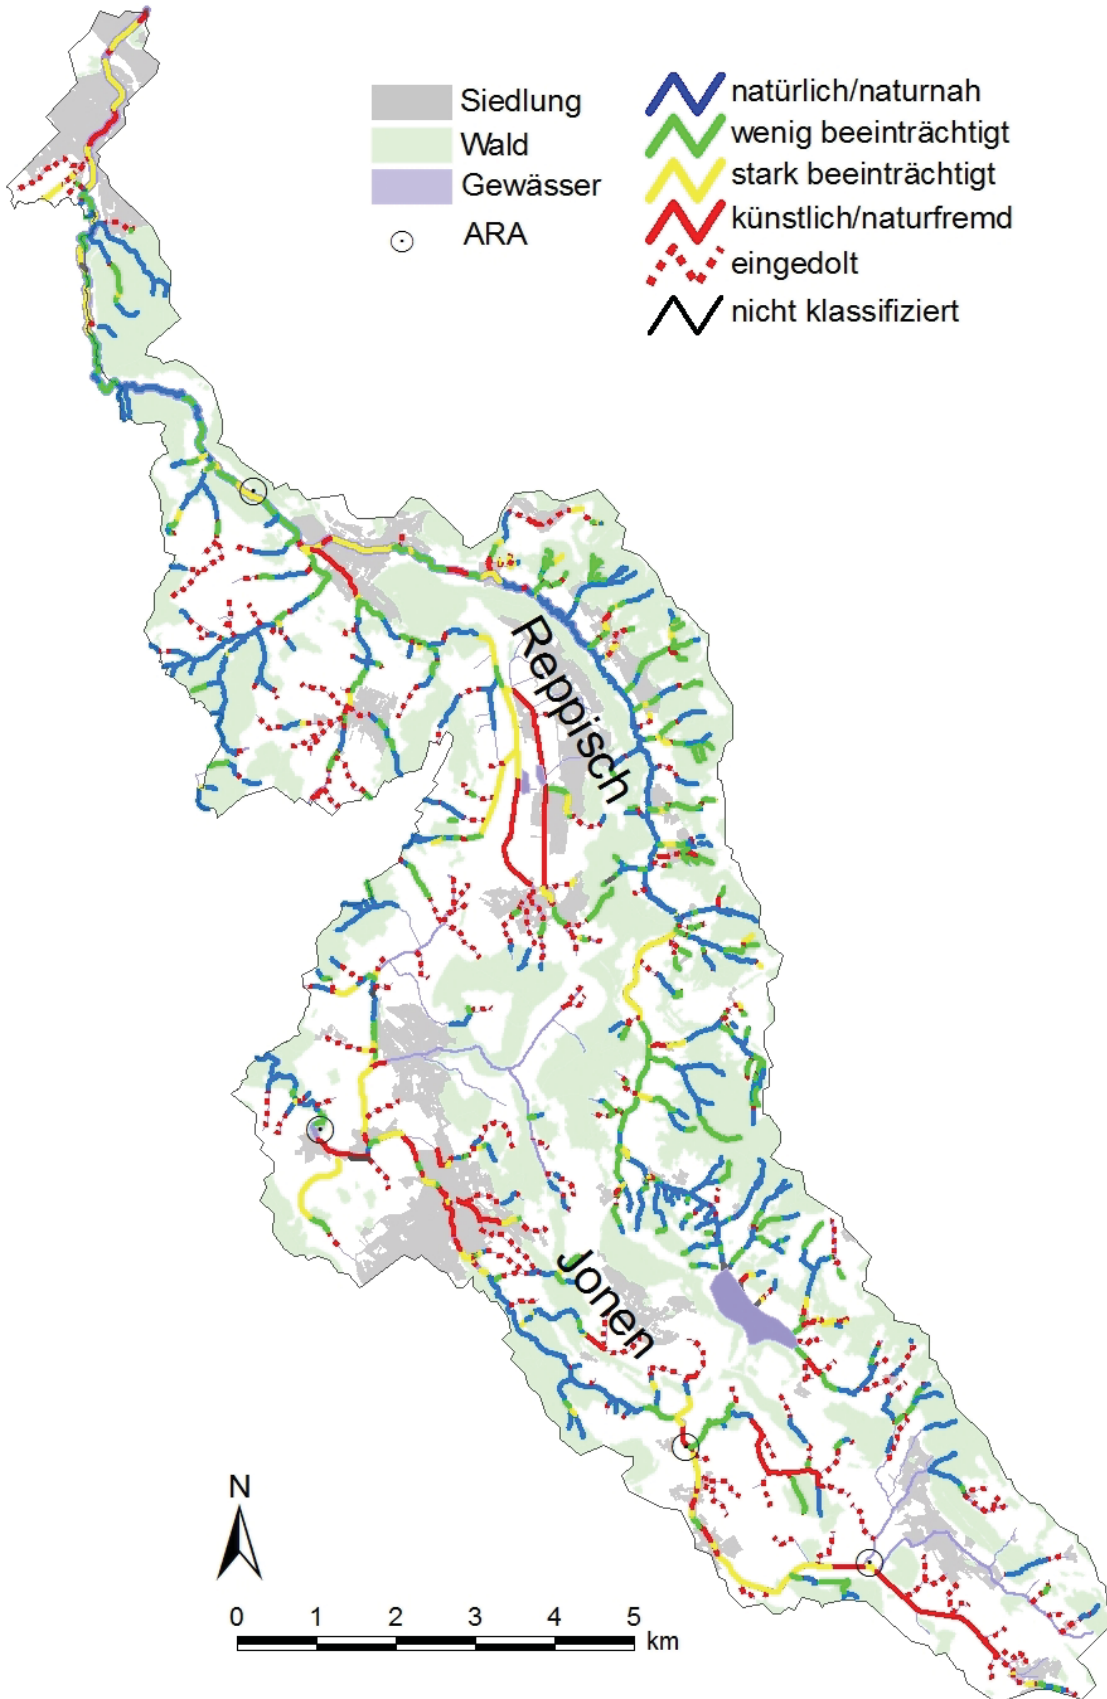 Siedlung
Wald
Gewässer
ARA
natürlich/naturnah
wenig beeinträchtigt
stark beeinträchtigt
künstlich/naturfremd
eingedolt
nicht klassifiziert
Reppisch
Jonen
N
0 1 2 3 4 5
km